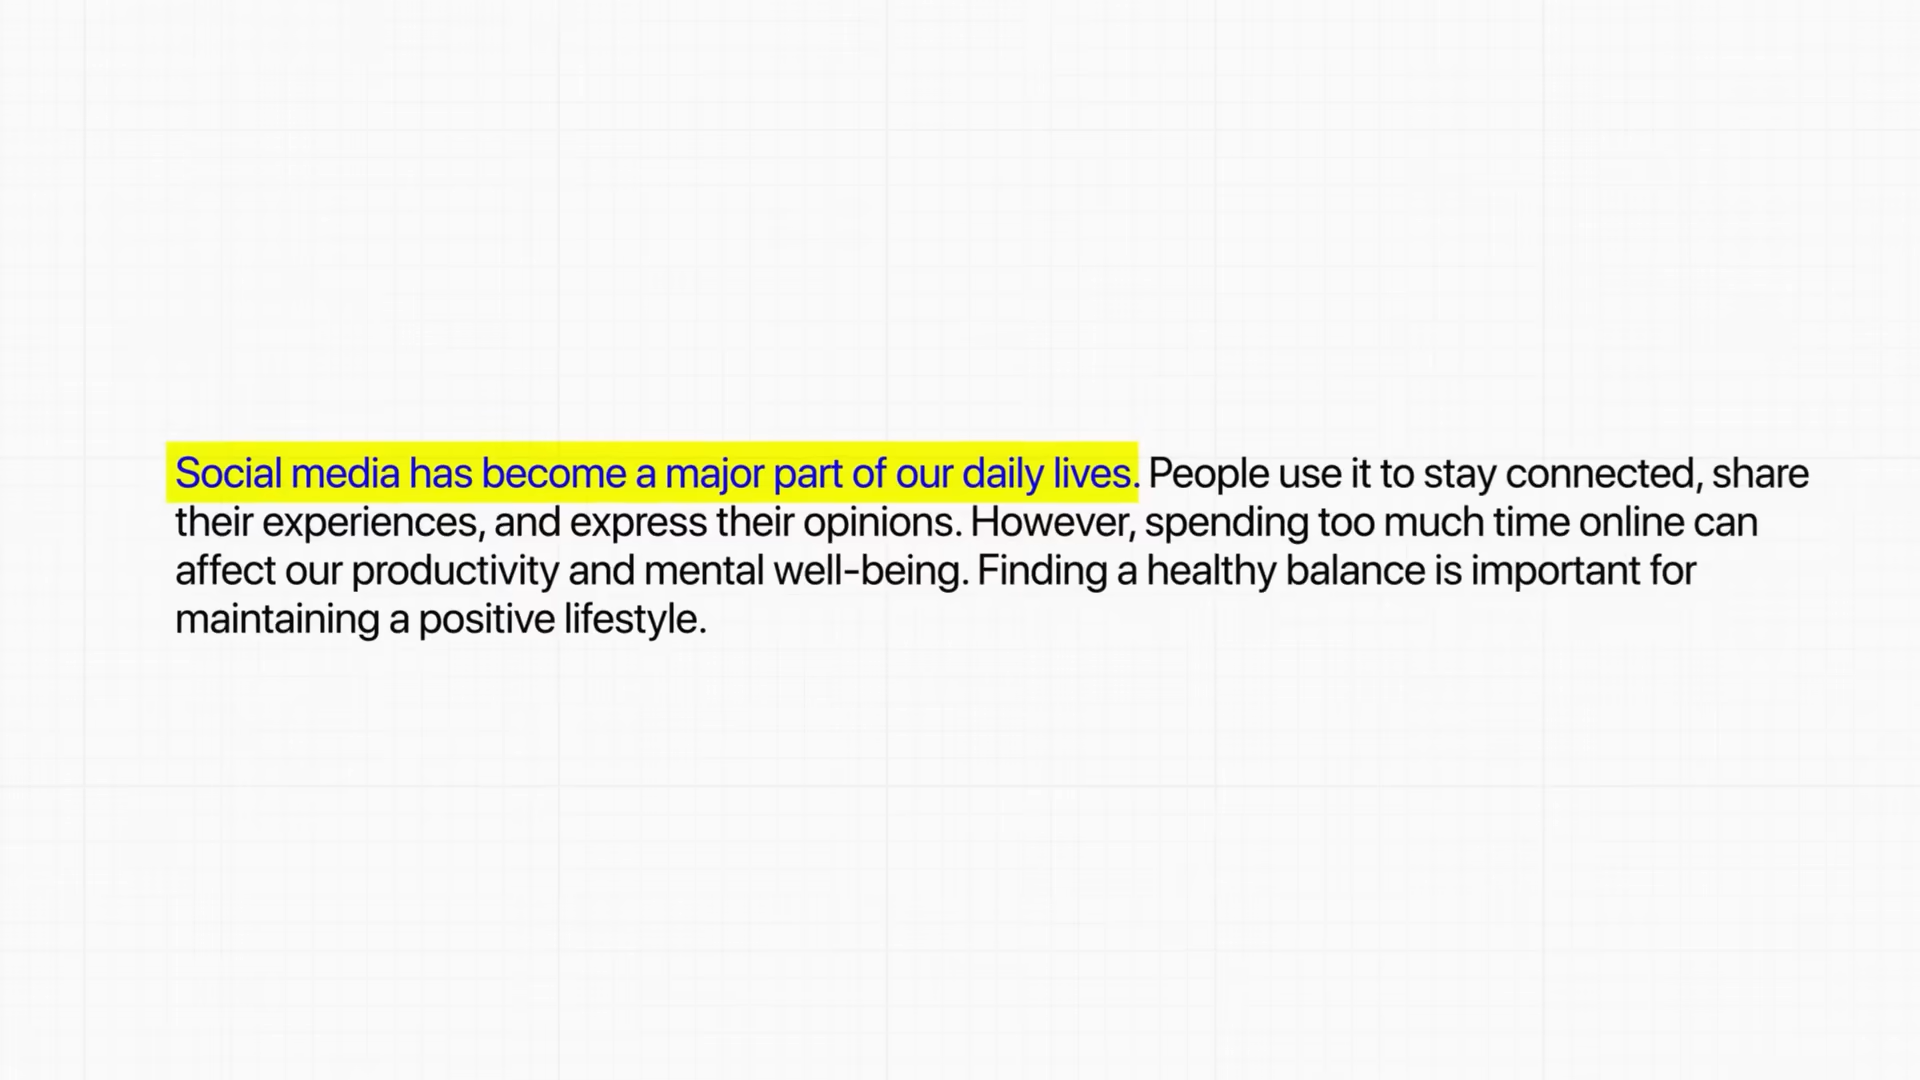 Social media has become a major part of our daily lives. People use it to stay connected, share
their experiences, and express their opinions. However, spending too much time online can
affect our productivity and mental well-being. Finding a healthy balance is important for
maintaining a positive lifestyle.